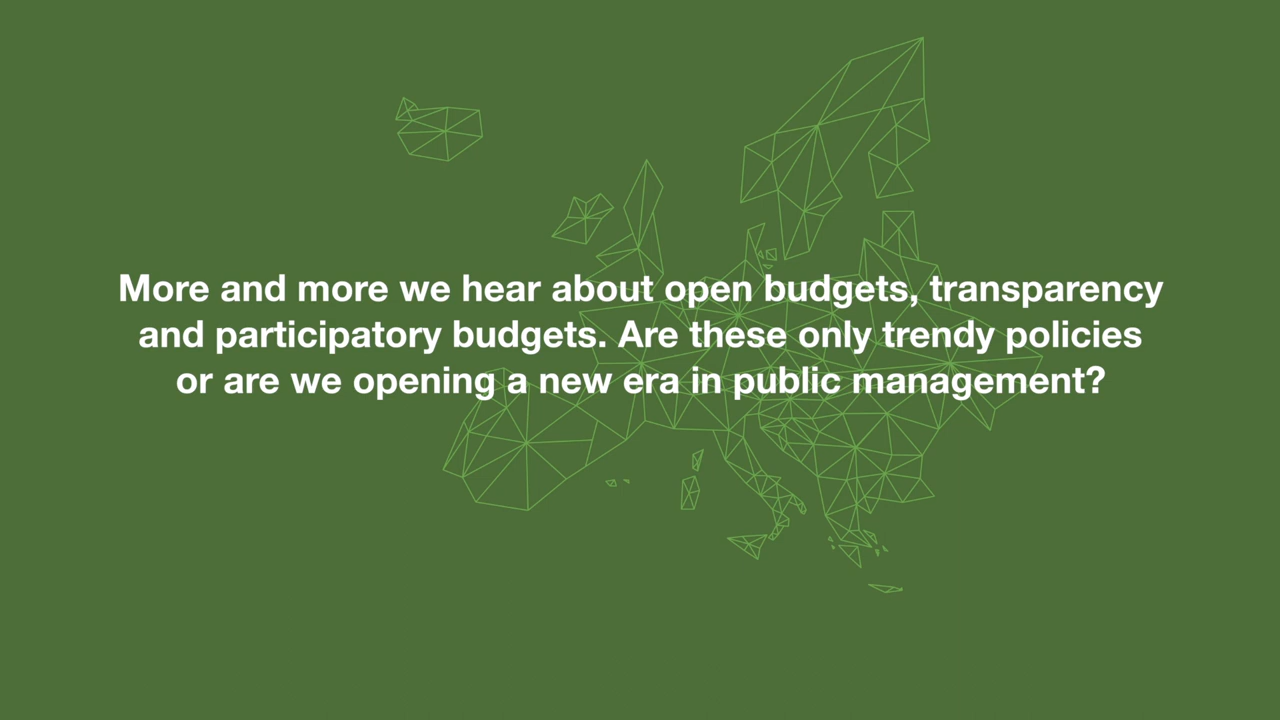 More and more we hear about open budgets, transparency
and participatory budgets. Are these only trendy policies
or are we opening a new era in public management?